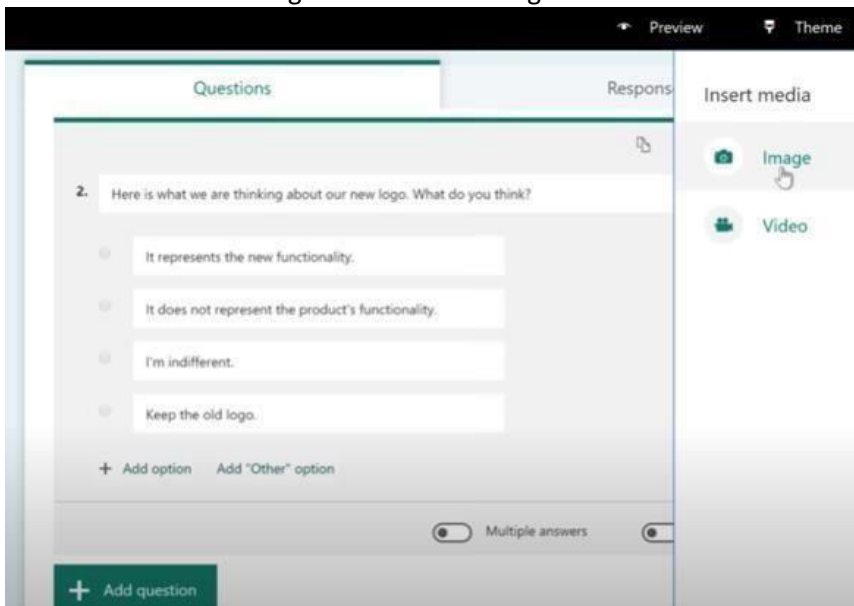 Preview
Theme
Questions
Respons
Insert media
Image
Video
2. Here is what we are thinking about our new logo. What do you think?
It represents the new functionality.
It does not represent the product's functionality.
I'm indifferent.
Keep the old logo.
+ Add option Add "Other" option
Multiple answers
+ Add question